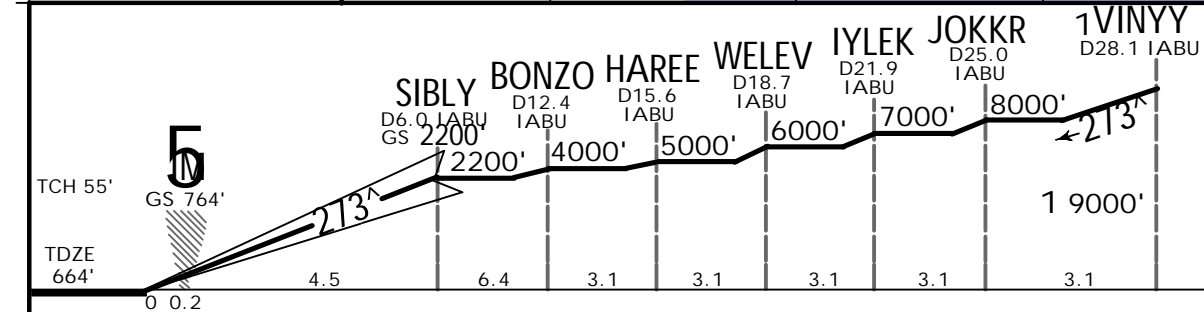 1VINYY
D28.1 IABU
JOKKR
D25.0
IABU
IYLEK
D21.9
IABU
WELEV
D18.7
IABU
HAREE
D15.6
IABU
BONZO
D12.4
IABU
SIBLY
D6.0 IABU
GS 2200'
2200'
4000'
5000'
6000'
7000'
8000'
273^
1 9000'
5
M
GS 764'
TCH 55'
273^
TDZE
664'
4.5
6.4
3.1
3.1
3.1
3.1
3.1
0 0.2